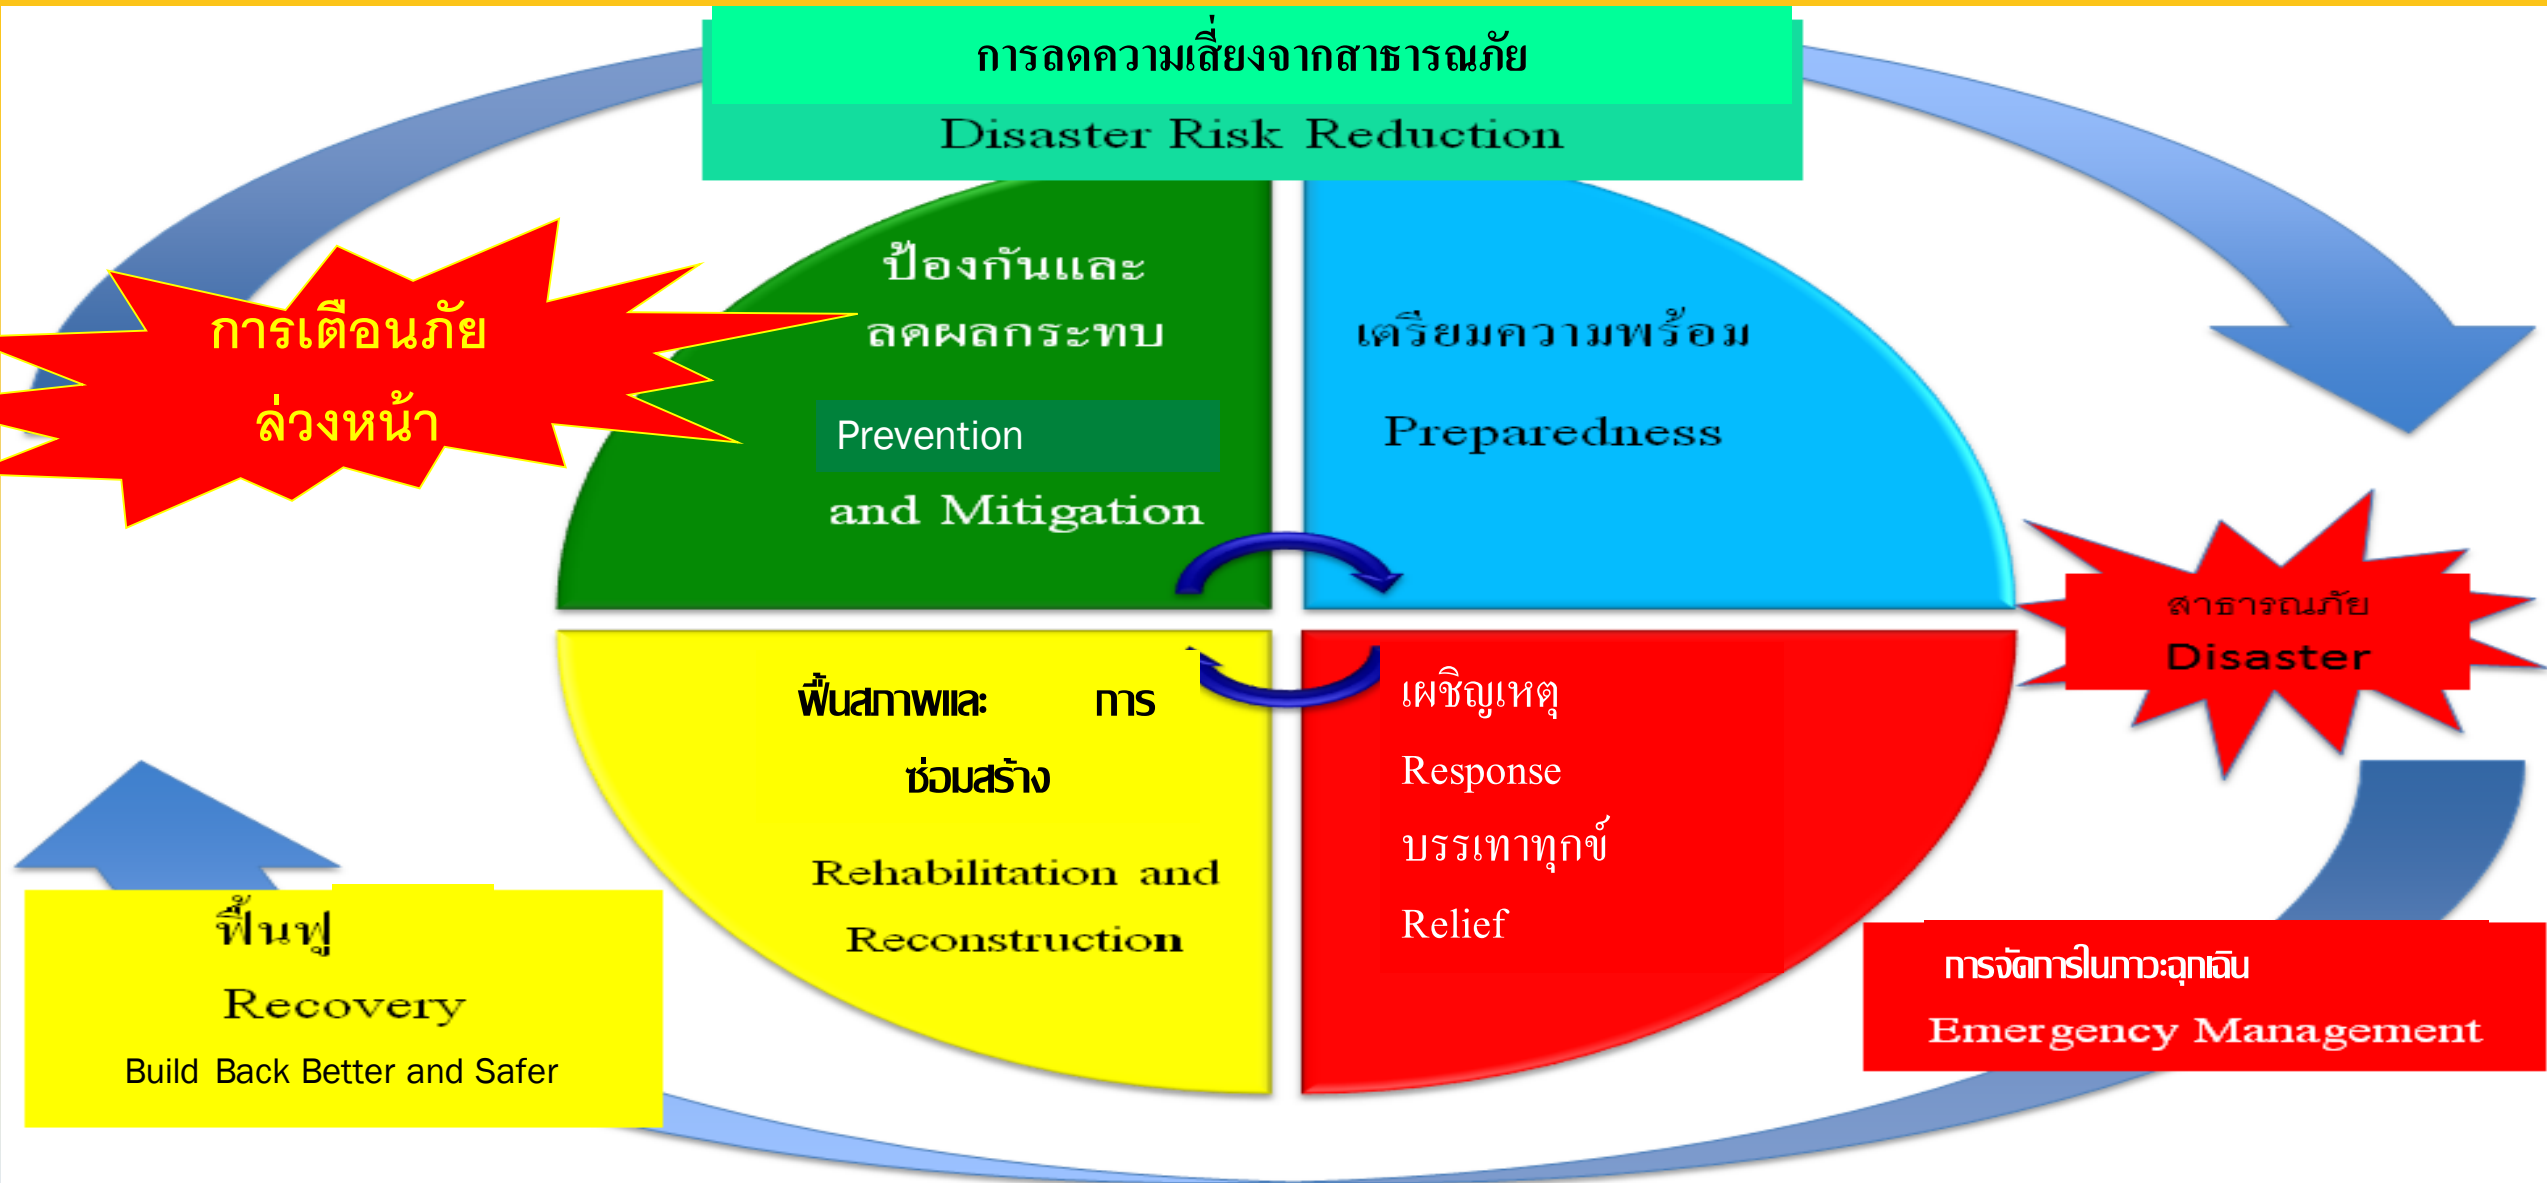 การลดความเสี่ยงจากสาธารณภัย
Disaster Risk Reduction
การเตือนภัย
ล่วงหน้า
ป้องกันและ
ลดผลกระทบ
Prevention
and Mitigation
เตรียมความพร้อม
Preparedness
สาธารณภัย
Disaster
ฟื้นสภาพและ การ
ซ่อมสร้าง
Rehabilitation and
Reconstruction
เผชิญเหตุ
Response
บรรเทาทุกข์
Relief
ฟื้นฟู
Recovery
Build Back Better and Safer
การจัดการในภาวะฉุกเฉิน
Emergency Management